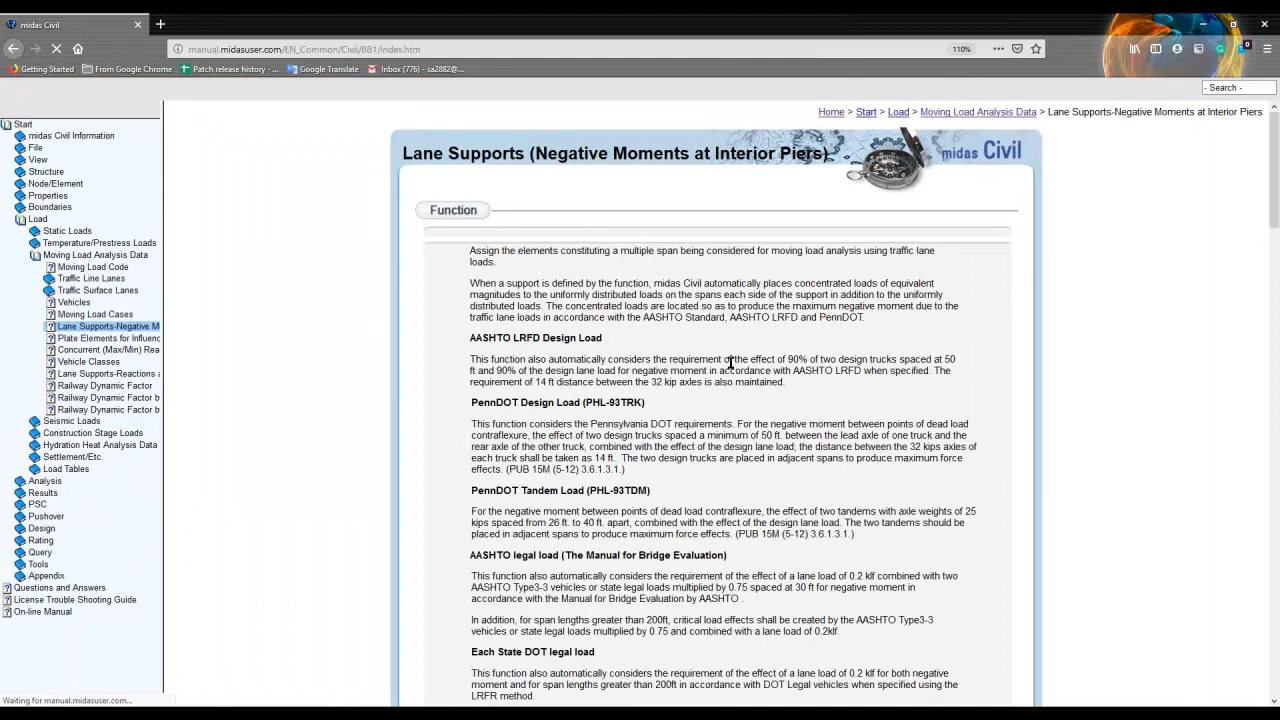 midas Civil
manual.midasuser.com/EN_Common/Civil/881/index.htm
110%
Getting Started
From Google Chrome
Patch release history - ...
Google Translate
Inbox (776) - sa2882@...
- Search -
Home > Start > Load > Moving Load Analysis Data > Lane Supports-Negative Moments at Interior Piers
Start
midas Civil Information
File
View
Structure
Node/Element
Properties
Boundaries
Load
Static Loads
Temperature/Prestress Loads
Moving Load Analysis Data
Moving Load Code
Traffic Line Lanes
Traffic Surface Lanes
Vehicles
Moving Load Cases
Lane Supports-Negative M
Plate Elements for Influenc
Concurrent (Max/Min) Rea
Vehicle Classes
Lane Supports-Reactions a
Railway Dynamic Factor
Railway Dynamic Factor b
Railway Dynamic Factor b
Seismic Loads
Construction Stage Loads
Hydration Heat Analysis Data
Settlement/Etc.
Load Tables
Analysis
Results
PSC
Pushover
Design
Rating
Query
Tools
Appendix
Questions and Answers
License Trouble Shooting Guide
On-line Manual
Waiting for manual.midasuser.com...
Lane Supports (Negative Moments at Interior Piers)
midas Civil
Function
Assign the elements constituting a multiple span being considered for moving load analysis using traffic lane
loads.
When a support is defined by the function, midas Civil automatically places concentrated loads of equivalent
magnitudes to the uniformly distributed loads on the spans each side of the support in addition to the uniformly
distributed loads. The concentrated loads are located so as to produce the maximum negative moment due to the
traffic lane loads in accordance with the AASHTO Standard, AASHTO LRFD and PennDOT.
AASHTO LRFD Design Load
This function also automatically considers the requirement of the effect of 90% of two design trucks spaced at 50
ft and 90% of the design lane load for negative moment in accordance with AASHTO LRFD when specified. The
requirement of 14 ft distance between the 32 kip axles is also maintained.
PennDOT Design Load (PHL-93TRK)
This function considers the Pennsylvania DOT requirements. For the negative moment between points of dead load
contraflexure, the effect of two design trucks spaced a minimum of 50 ft. between the lead axle of one truck and the
rear axle of the other truck, combined with the effect of the design lane load; the distance between the 32 kips axles of
each truck shall be taken as 14 ft.. The two design trucks are placed in adjacent spans to produce maximum force
effects. (PUB 15M (5-12) 3.6.1.3.1.)
PennDOT Tandem Load (PHL-93TDM)
For the negative moment between points of dead load contraflexure, the effect of two tandems with axle weights of 25
kips spaced from 26 ft. to 40 ft. apart, combined with the effect of the design lane load. The two tandems should be
placed in adjacent spans to produce maximum force effects. (PUB 15M (5-12) 3.6.1.3.1.)
AASHTO legal load (The Manual for Bridge Evaluation)
This function also automatically considers the requirement of the effect of a lane load of 0.2 klf combined with two
AASHTO Type3-3 vehicles or state legal loads multiplied by 0.75 spaced at 30 ft for negative moment in
accordance with the Manual for Bridge Evaluation by AASHTO .
In addition, for span lengths greater than 200ft, critical load effects shall be created by the AASHTO Type3-3
vehicles or state legal loads multiplied by 0.75 and combined with a lane load of 0.2klf.
Each State DOT legal load
This function also automatically considers the requirement of the effect of a lane load of 0.2 klf for both negative
moment and for span lengths greater than 200ft in accordance with DOT Legal vehicles when specified using the
LRFR method.